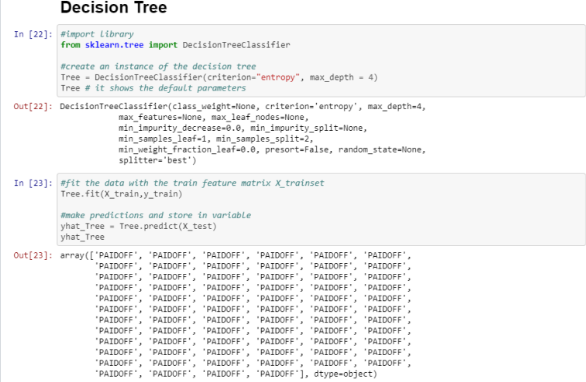 Decision Tree
In [22]: #import library
from sklearn.tree import DecisionTreeClassifier
#create an instance of the decision tree
Tree = DecisionTreeClassifier(criterion="entropy", max_depth = 4)
Tree # it shows the default parameters
Out[22]: DecisionTreeClassifier(class_weight=None, criterion='entropy', max_depth=4,
max_features=None, max_leaf_nodes=None,
min_impurity_decrease=0.0, min_impurity_split=None,
min_samples_leaf=1, min_samples_split=2,
min_weight_fraction_leaf=0.0, presort=False, random_state=None,
splitter='best')
In [23]: #fit the data with the train feature matrix X_trainset
Tree.fit(X_train,y_train)
#make predictions and store in variable
yhat_Tree = Tree.predict(X_test)
yhat_Tree
Out[23]: array(['PAIDOFF', 'PAIDOFF', 'PAIDOFF', 'PAIDOFF', 'PAIDOFF', 'PAIDOFF',
'PAIDOFF', 'PAIDOFF', 'PAIDOFF', 'PAIDOFF', 'PAIDOFF', 'PAIDOFF',
'PAIDOFF', 'PAIDOFF', 'PAIDOFF', 'PAIDOFF', 'PAIDOFF', 'PAIDOFF',
'PAIDOFF', 'PAIDOFF', 'PAIDOFF', 'PAIDOFF', 'PAIDOFF', 'PAIDOFF',
'PAIDOFF', 'PAIDOFF', 'PAIDOFF', 'PAIDOFF', 'PAIDOFF', 'PAIDOFF',
'PAIDOFF', 'PAIDOFF', 'PAIDOFF', 'PAIDOFF', 'PAIDOFF', 'PAIDOFF',
'PAIDOFF', 'PAIDOFF', 'PAIDOFF', 'PAIDOFF', 'PAIDOFF', 'PAIDOFF',
'PAIDOFF', 'PAIDOFF', 'PAIDOFF', 'PAIDOFF', 'PAIDOFF', 'PAIDOFF',
'PAIDOFF', 'PAIDOFF', 'PAIDOFF', 'PAIDOFF', 'PAIDOFF', 'PAIDOFF',
'PAIDOFF', 'PAIDOFF', 'PAIDOFF', 'PAIDOFF', 'PAIDOFF', 'PAIDOFF',
'PAIDOFF', 'PAIDOFF', 'PAIDOFF', 'PAIDOFF', 'PAIDOFF', 'PAIDOFF',
'PAIDOFF', 'PAIDOFF', 'PAIDOFF', 'PAIDOFF'], dtype=object)